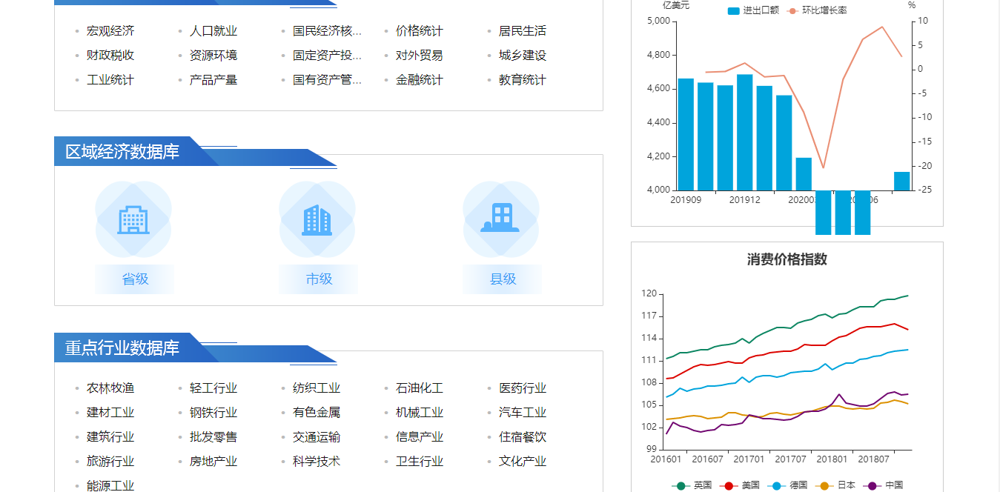 宏观经济 人口就业 国民经济核... 价格统计 居民生活
财政税收 资源环境 固定资产投... 对外贸易 城乡建设
工业统计 产品产量 国有资产管... 金融统计 教育统计
区域经济数据库
省级 市级 县级
重点行业数据库
农林牧渔 轻工行业 纺织工业 石油化工 医药行业
建材工业 钢铁行业 有色金属 机械工业 汽车工业
建筑行业 批发零售 交通运输 信息产业 住宿餐饮
旅游行业 房地产业 科学技术 卫生行业 文化产业
能源工业
亿美元 进出口额 环比增长率 %
5,000 10
4,800 5
4,600 0
4,400 -5
4,200 -10
4,000 -15
-20
-25
201909 201912 20200 06
消费价格指数
120
117
114
111
108
105
102
99
201601 201607 201701 201707 201801 201807
英国 美国 德国 日本 中国